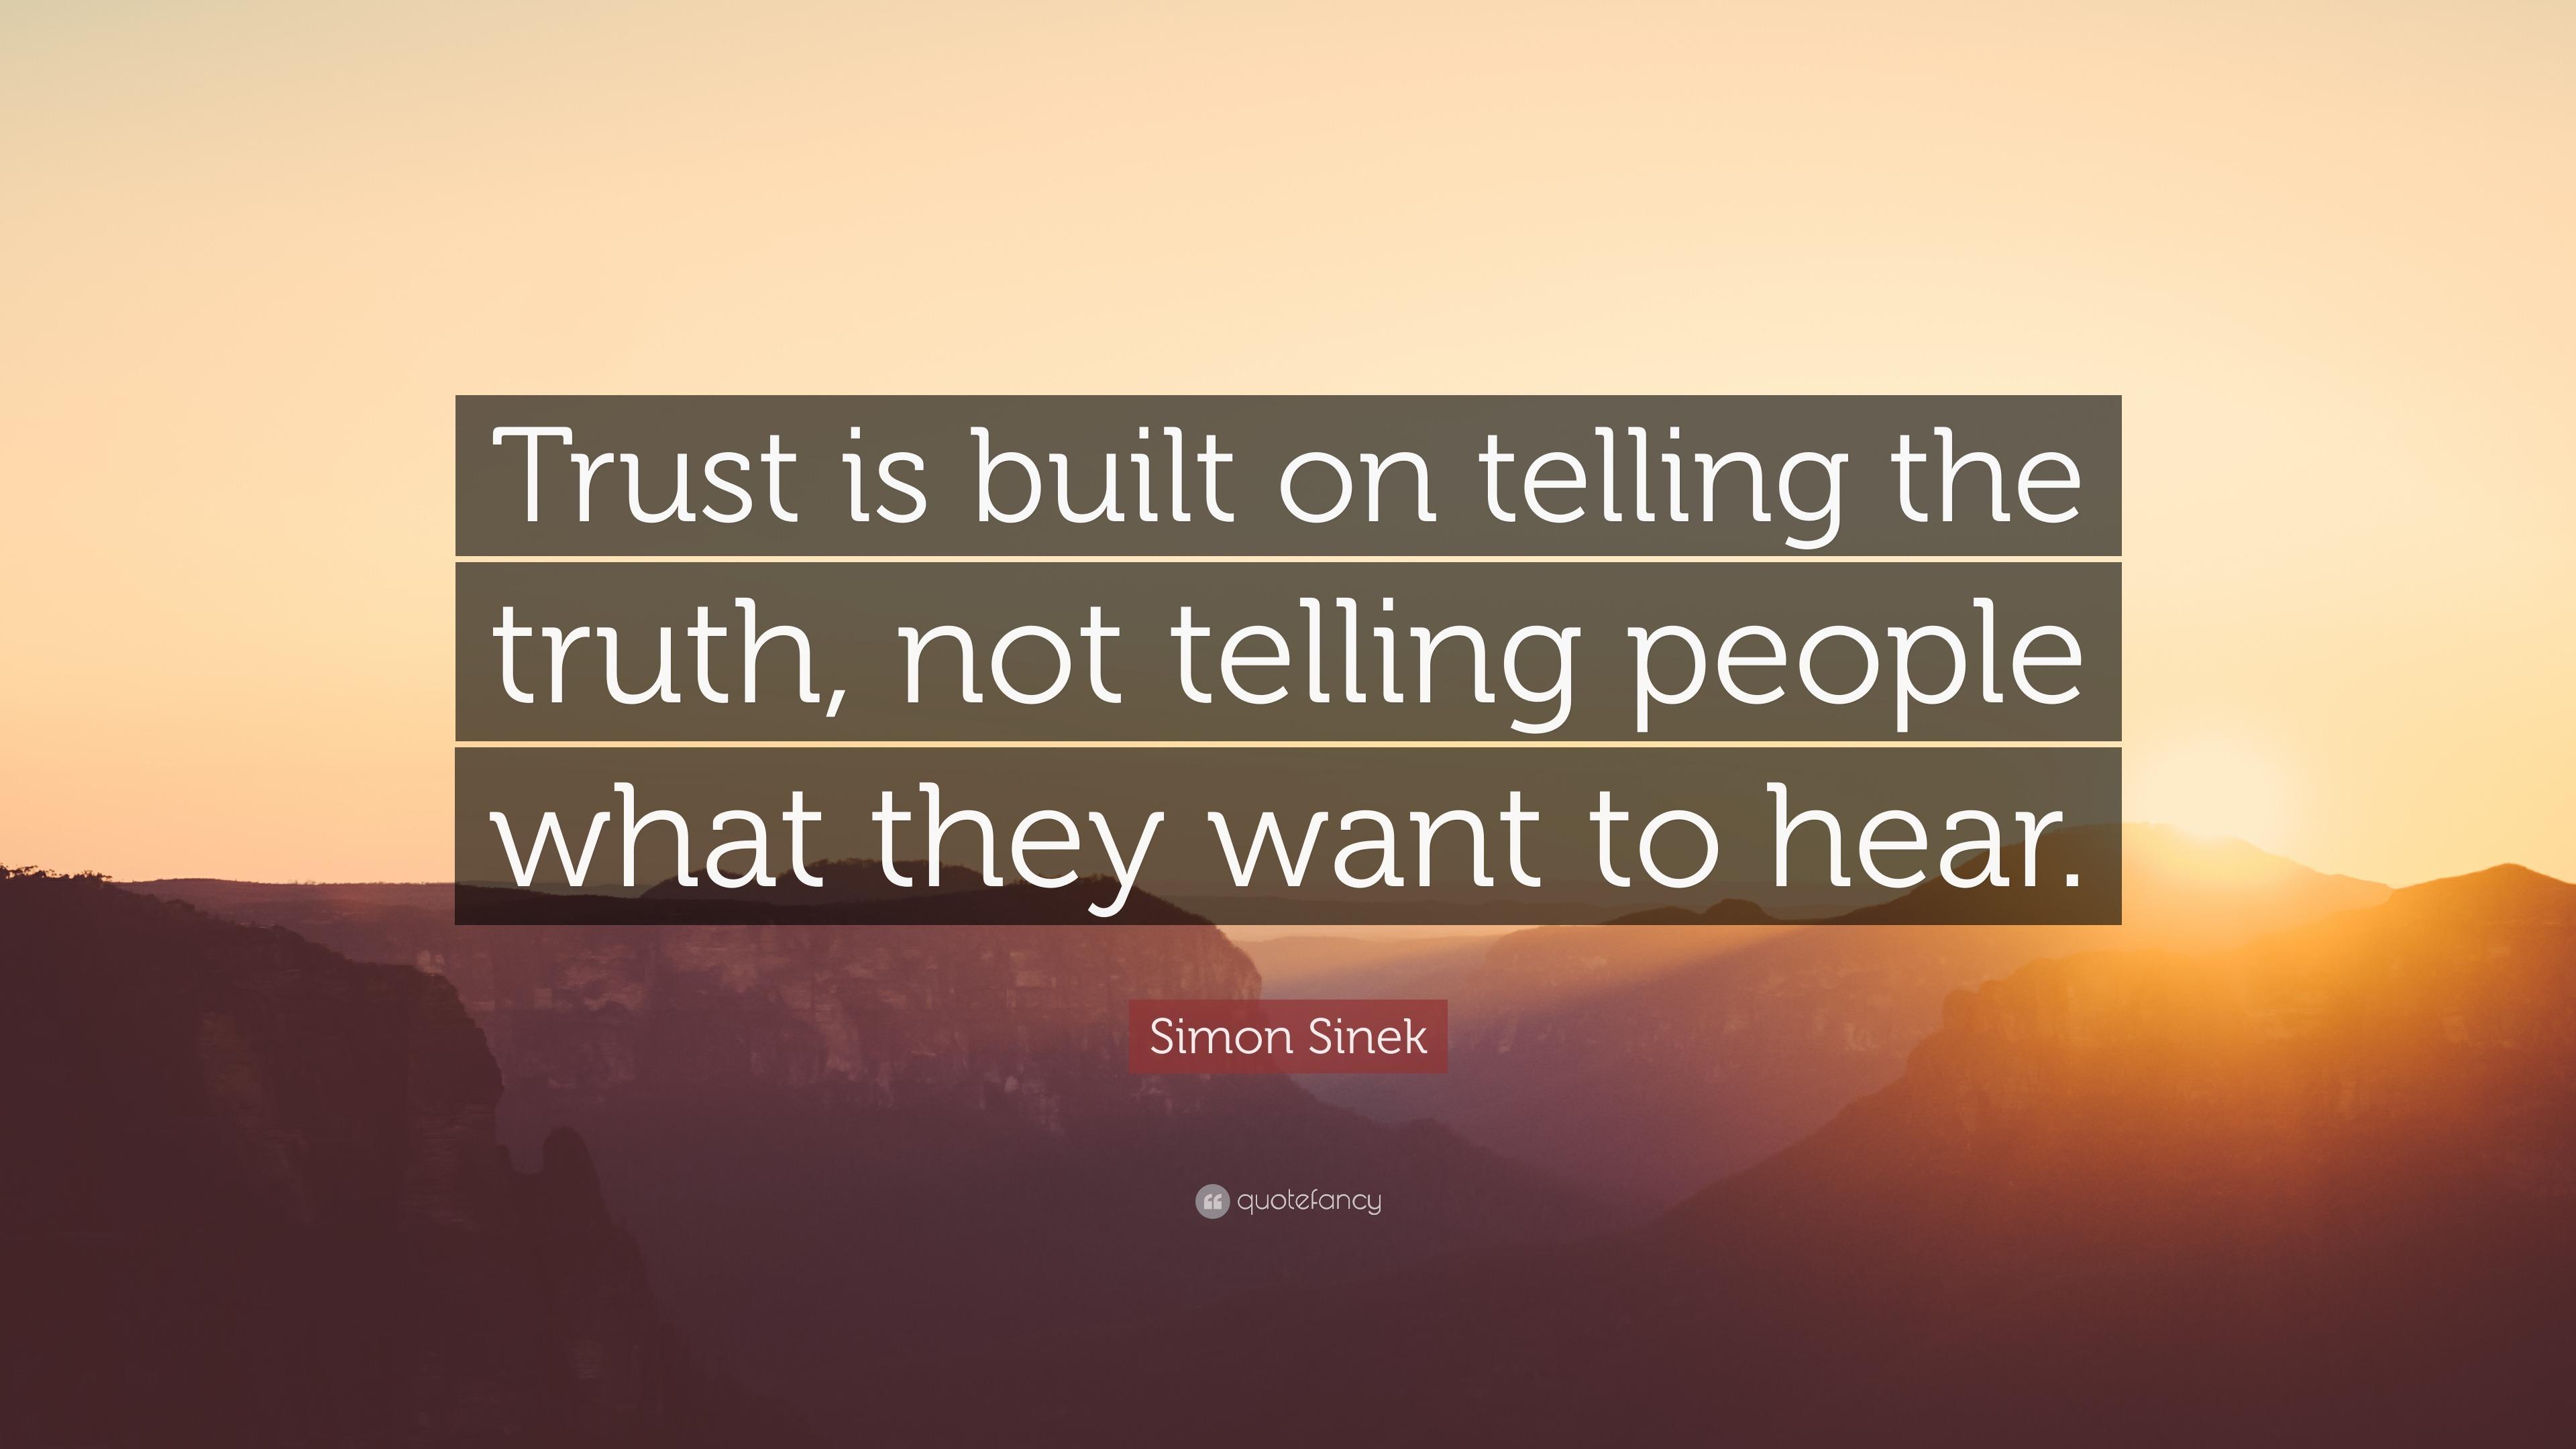 Trust is built on telling the
truth, not telling people
what they want to hear.
Simon Sinek
quotefancy